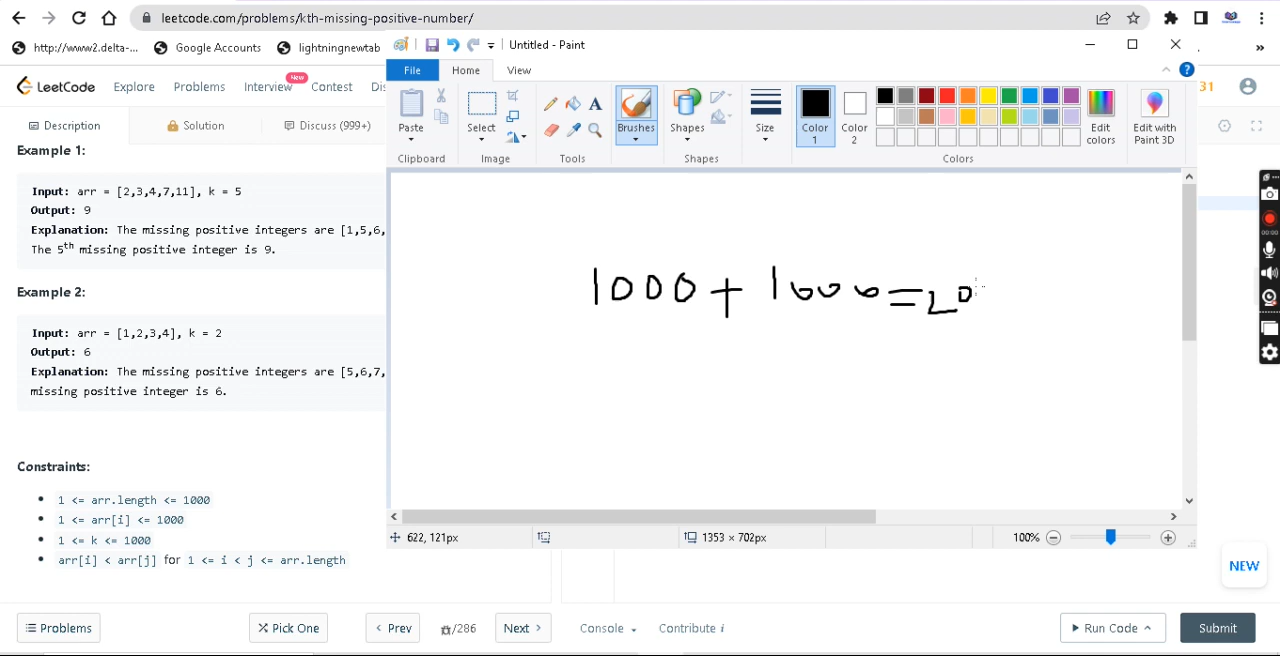 leetcode.com/problems/kth-missing-positive-number/
http://www2.delta-... Google Accounts lightningnewtab
»
Untitled - Paint
File Home View
LeetCode Explore Problems Interview New Contest Dis
31
Description Solution Discuss (999+)
Paste Select Brushes Shapes Size Color 1 Color 2 Edit colors Edit with Paint 3D
Clipboard Image Tools Shapes Colors
Example 1:
Input: arr = [2,3,4,7,11], k = 5
Output: 9
Explanation: The missing positive integers are [1,5,6,
The 5th missing positive integer is 9.
1000 + 1000 = 20
Example 2:
Input: arr = [1,2,3,4], k = 2
Output: 6
Explanation: The missing positive integers are [5,6,7,
missing positive integer is 6.
Constraints:
1 <= arr.length <= 1000
1 <= arr[i] <= 1000
1 <= k <= 1000
arr[i] < arr[j] for 1 <= i < j <= arr.length
622, 121px 1353 × 702px 100%
00:00
NEW
Problems Pick One < Prev /286 Next > Console Contribute i Run Code Submit